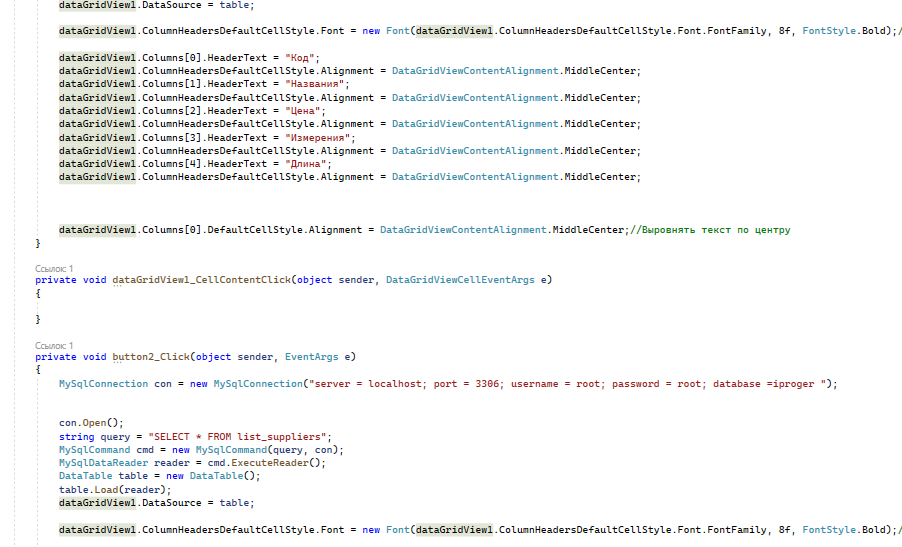 dataGridView1.DataSource = table;
dataGridView1.ColumnHeadersDefaultCellStyle.Font = new Font(dataGridView1.ColumnHeadersDefaultCellStyle.Font.FontFamily, 8f, FontStyle.Bold);/
dataGridView1.Columns[0].HeaderText = "Код";
dataGridView1.ColumnHeadersDefaultCellStyle.Alignment = DataGridViewContentAlignment.MiddleCenter;
dataGridView1.Columns[1].HeaderText = "Названия";
dataGridView1.ColumnHeadersDefaultCellStyle.Alignment = DataGridViewContentAlignment.MiddleCenter;
dataGridView1.Columns[2].HeaderText = "Цена";
dataGridView1.ColumnHeadersDefaultCellStyle.Alignment = DataGridViewContentAlignment.MiddleCenter;
dataGridView1.Columns[3].HeaderText = "Измерения";
dataGridView1.ColumnHeadersDefaultCellStyle.Alignment = DataGridViewContentAlignment.MiddleCenter;
dataGridView1.Columns[4].HeaderText = "Длина";
dataGridView1.ColumnHeadersDefaultCellStyle.Alignment = DataGridViewContentAlignment.MiddleCenter;
dataGridView1.Columns[0].DefaultCellStyle.Alignment = DataGridViewContentAlignment.MiddleCenter;//Выровнять текст по центру
}
Ссылок: 1
private void dataGridView1_CellContentClick(object sender, DataGridViewCellEventArgs e)
{
}
Ссылок: 1
private void button2_Click(object sender, EventArgs e)
{
MySqlConnection con = new MySqlConnection("server = localhost; port = 3306; username = root; password = root; database =iproger ");
con.Open();
string query = "SELECT * FROM list_suppliers";
MySqlCommand cmd = new MySqlCommand(query, con);
MySqlDataReader reader = cmd.ExecuteReader();
DataTable table = new DataTable();
table.Load(reader);
dataGridView1.DataSource = table;
dataGridView1.ColumnHeadersDefaultCellStyle.Font = new Font(dataGridView1.ColumnHeadersDefaultCellStyle.Font.FontFamily, 8f, FontStyle.Bold);/